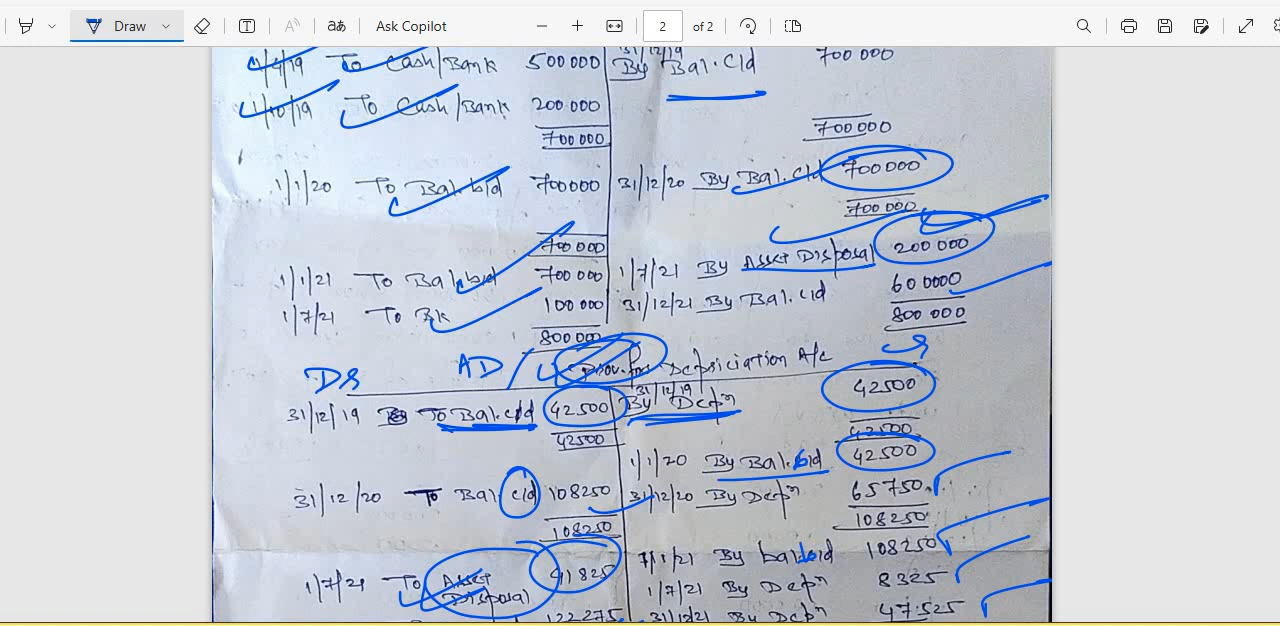 Draw
T
aあ
Ask Copilot
2 of 2
1/4/19 To Cash/Bank 500000 31/12/19 By Bal. C/d 700000
1/10/19 To Cash/Bank 200000
700000 700000
1/1/20 To Bal. b/d 700000 31/12/20 By Bal. c/d 700000
700000 700000
1/1/21 To Bal. b/d 700000 1/7/21 By Asset Disposal 200000
1/7/21 To BK 100000 31/12/21 By Bal. c/d 600000
800000 800000
DR AD / Prov. for Depriciation A/c
31/12/19 To Bal. c/d 42500 31/12/19 By Depn 42500
42500 42500
1/1/20 By Bal. b/d 42500
31/12/20 To Bal. c/d 108250 31/12/20 By Depn 65750
108250 108250
1/1/21 By bal. b/d 108250
1/7/21 To Asset Disposal 41825 1/7/21 By Depn 8325
122275 31/12/21 By Depn 47525